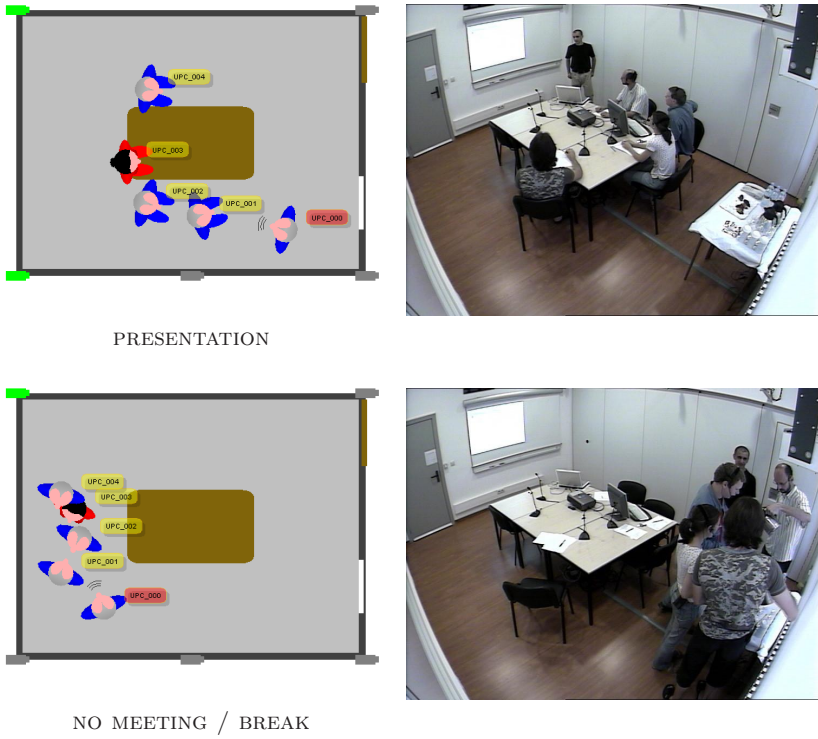 UPC_004
UPC_003
UPC_002
UPC_001
UPC_000
PRESENTATION
UPC_004
UPC_003
UPC_002
UPC_001
UPC_000
NO MEETING / BREAK